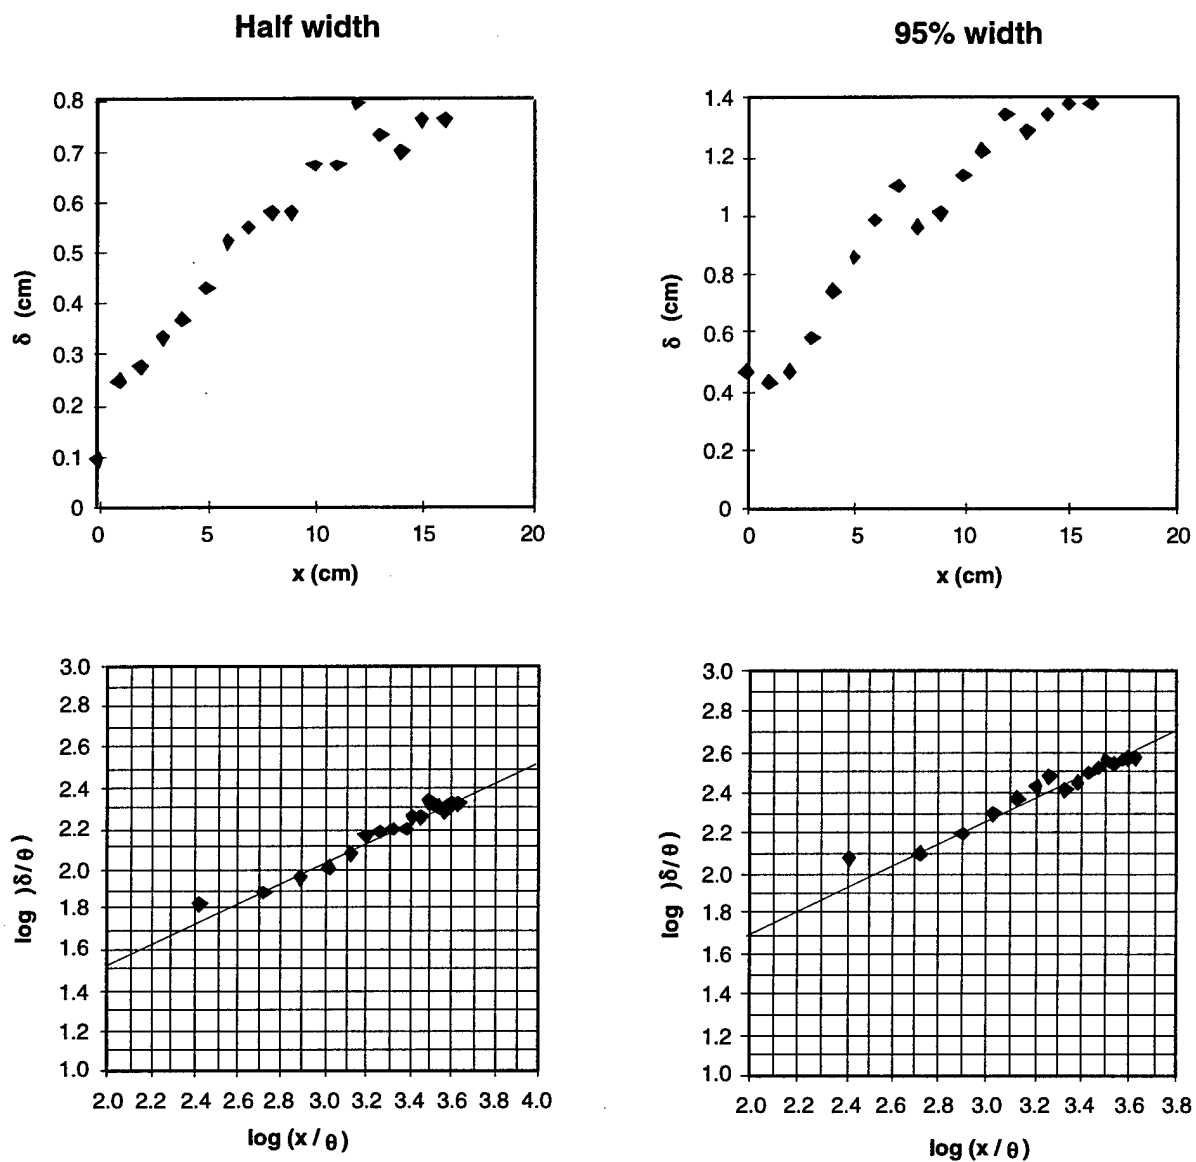 Half width
95% width
0.8
0.7
0.6
0.5
0.4
0.3
0.2
0.1
0
δ (cm)
0 5 10 15 20
x (cm)
1.4
1.2
1
0.8
0.6
0.4
0.2
0
δ (cm)
0 5 10 15 20
x (cm)
3.0
2.8
2.6
2.4
2.2
2.0
1.8
1.6
1.4
1.2
1.0
log )δ/θ)
2.0 2.2 2.4 2.6 2.8 3.0 3.2 3.4 3.6 3.8 4.0
log (x / θ)
3.0
2.8
2.6
2.4
2.2
2.0
1.8
1.6
1.4
1.2
1.0
log )δ/θ)
2.0 2.2 2.4 2.6 2.8 3.0 3.2 3.4 3.6 3.8
log (x / θ)